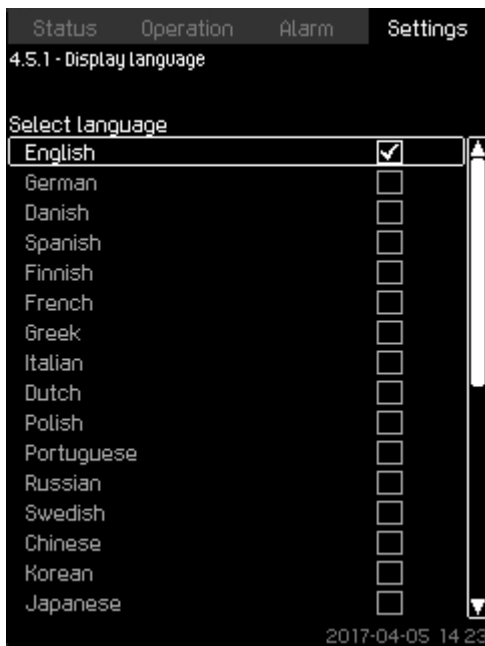 Status Operation Alarm Settings
4.5.1 - Display language
Select language
English
German
Danish
Spanish
Finnish
French
Greek
Italian
Dutch
Polish
Portuguese
Russian
Swedish
Chinese
Korean
Japanese
2017-04-05 14:23